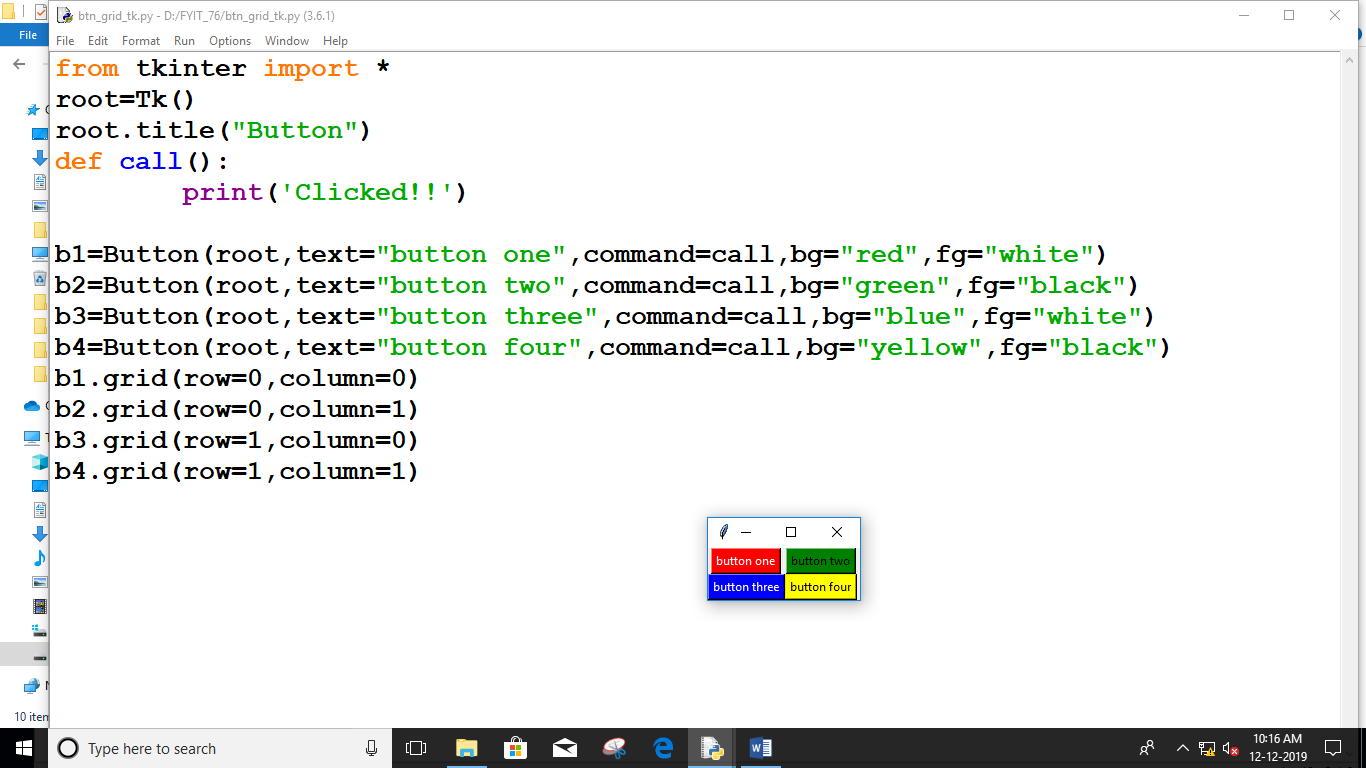 btn_grid_tk.py - D:/FYIT_76/btn_grid_tk.py (3.6.1)
File
File Edit Format Run Options Window Help
from tkinter import *
root=Tk()
root.title("Button")
def call():
        print('Clicked!!')
b1=Button(root,text="button one",command=call,bg="red",fg="white")
b2=Button(root,text="button two",command=call,bg="green",fg="black")
b3=Button(root,text="button three",command=call,bg="blue",fg="white")
b4=Button(root,text="button four",command=call,bg="yellow",fg="black")
b1.grid(row=0,column=0)
b2.grid(row=0,column=1)
b3.grid(row=1,column=0)
b4.grid(row=1,column=1)
button one button two
button three button four
10 item
Type here to search
10:16 AM
12-12-2019